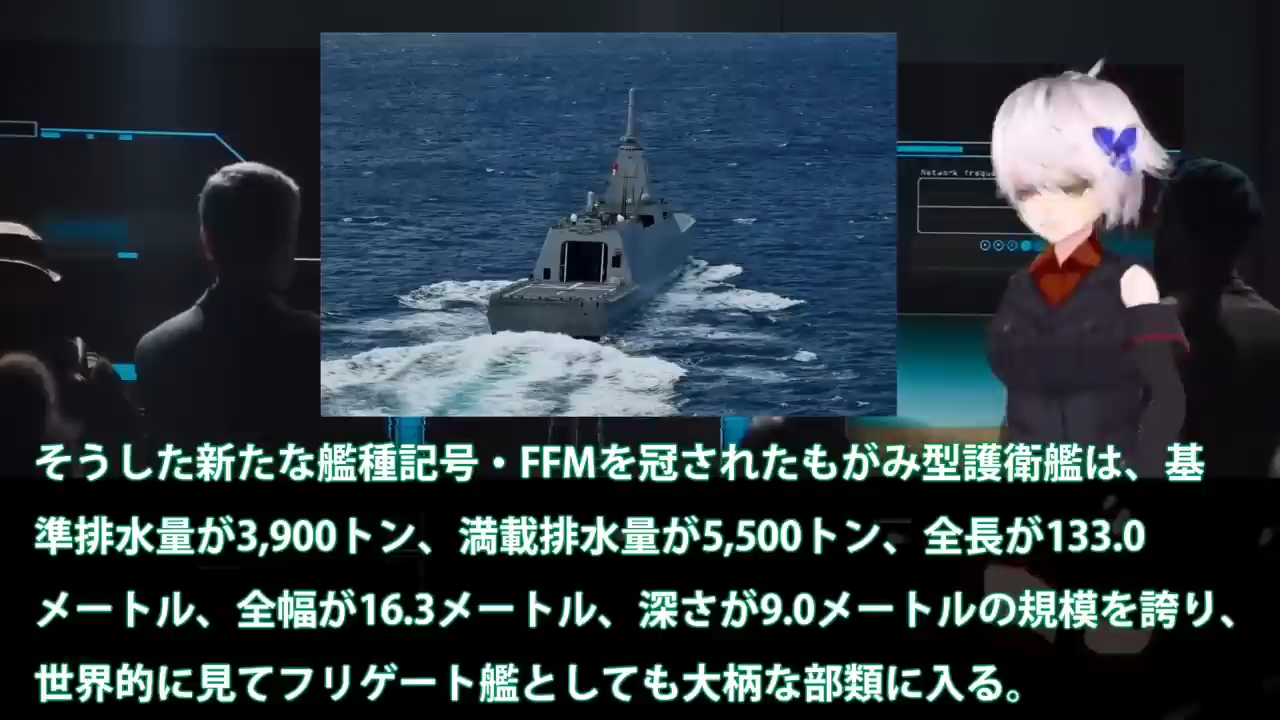 Network frequ
そうした新たな艦種記号・FFMを冠されたもがみ型護衛艦は、基
準排水量が3,900トン、満載排水量が5,500トン、全長が133.0
メートル、全幅が16.3メートル、深さが9.0メートルの規模を誇り、
世界的に見てフリゲート艦としても大柄な部類に入る。